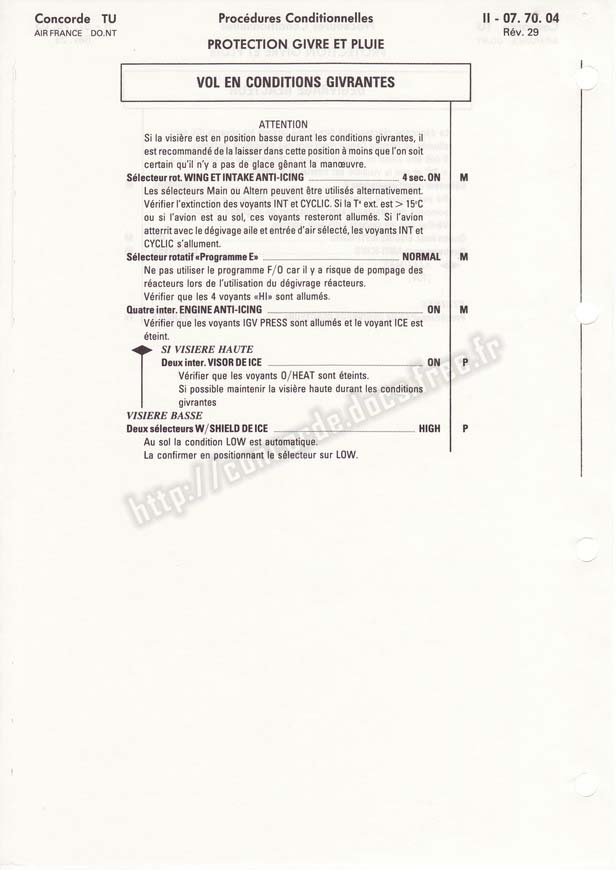 Concorde TU
Procédures Conditionnelles
II - 07. 70. 04
AIR FRANCE DO.NT
Rév. 29
PROTECTION GIVRE ET PLUIE
VOL EN CONDITIONS GIVRANTES
ATTENTION
Si la visière est en position basse durant les conditions givrantes, il
est recommandé de la laisser dans cette position à moins que l'on soit
certain qu'il n'y a pas de glace gênant la manœuvre.
Sélecteur rot. WING ET INTAKE ANTI-ICING 4 sec. ON M
Les sélecteurs Main ou Altern peuvent être utilisés alternativement.
Vérifier l'extinction des voyants INT et CYCLIC. Si la T° ext. est > 15°C
ou si l'avion est au sol, ces voyants resteront allumés. Si l'avion
atterrit avec le dégivage aile et entrée d'air sélecté, les voyants INT et
CYCLIC s'allument.
Sélecteur rotatif «Programme E» NORMAL M
Ne pas utiliser le programme F/O car il y a risque de pompage des
réacteurs lors de l'utilisation du dégivrage réacteurs.
Vérifier que les 4 voyants «HI» sont allumés.
Quatre inter. ENGINE ANTI-ICING ON M
Vérifier que les voyants IGV PRESS sont allumés et le voyant ICE est
éteint.
SI VISIERE HAUTE
Deux inter. VISOR DE ICE ON P
Vérifier que les voyants O/HEAT sont éteints.
Si possible maintenir la visière haute durant les conditions
givrantes
VISIERE BASSE
Deux sélecteurs W/SHIELD DE ICE HIGH P
Au sol la condition LOW est automatique.
La confirmer en positionnant le sélecteur sur LOW.
http://concorde.docs.free.fr